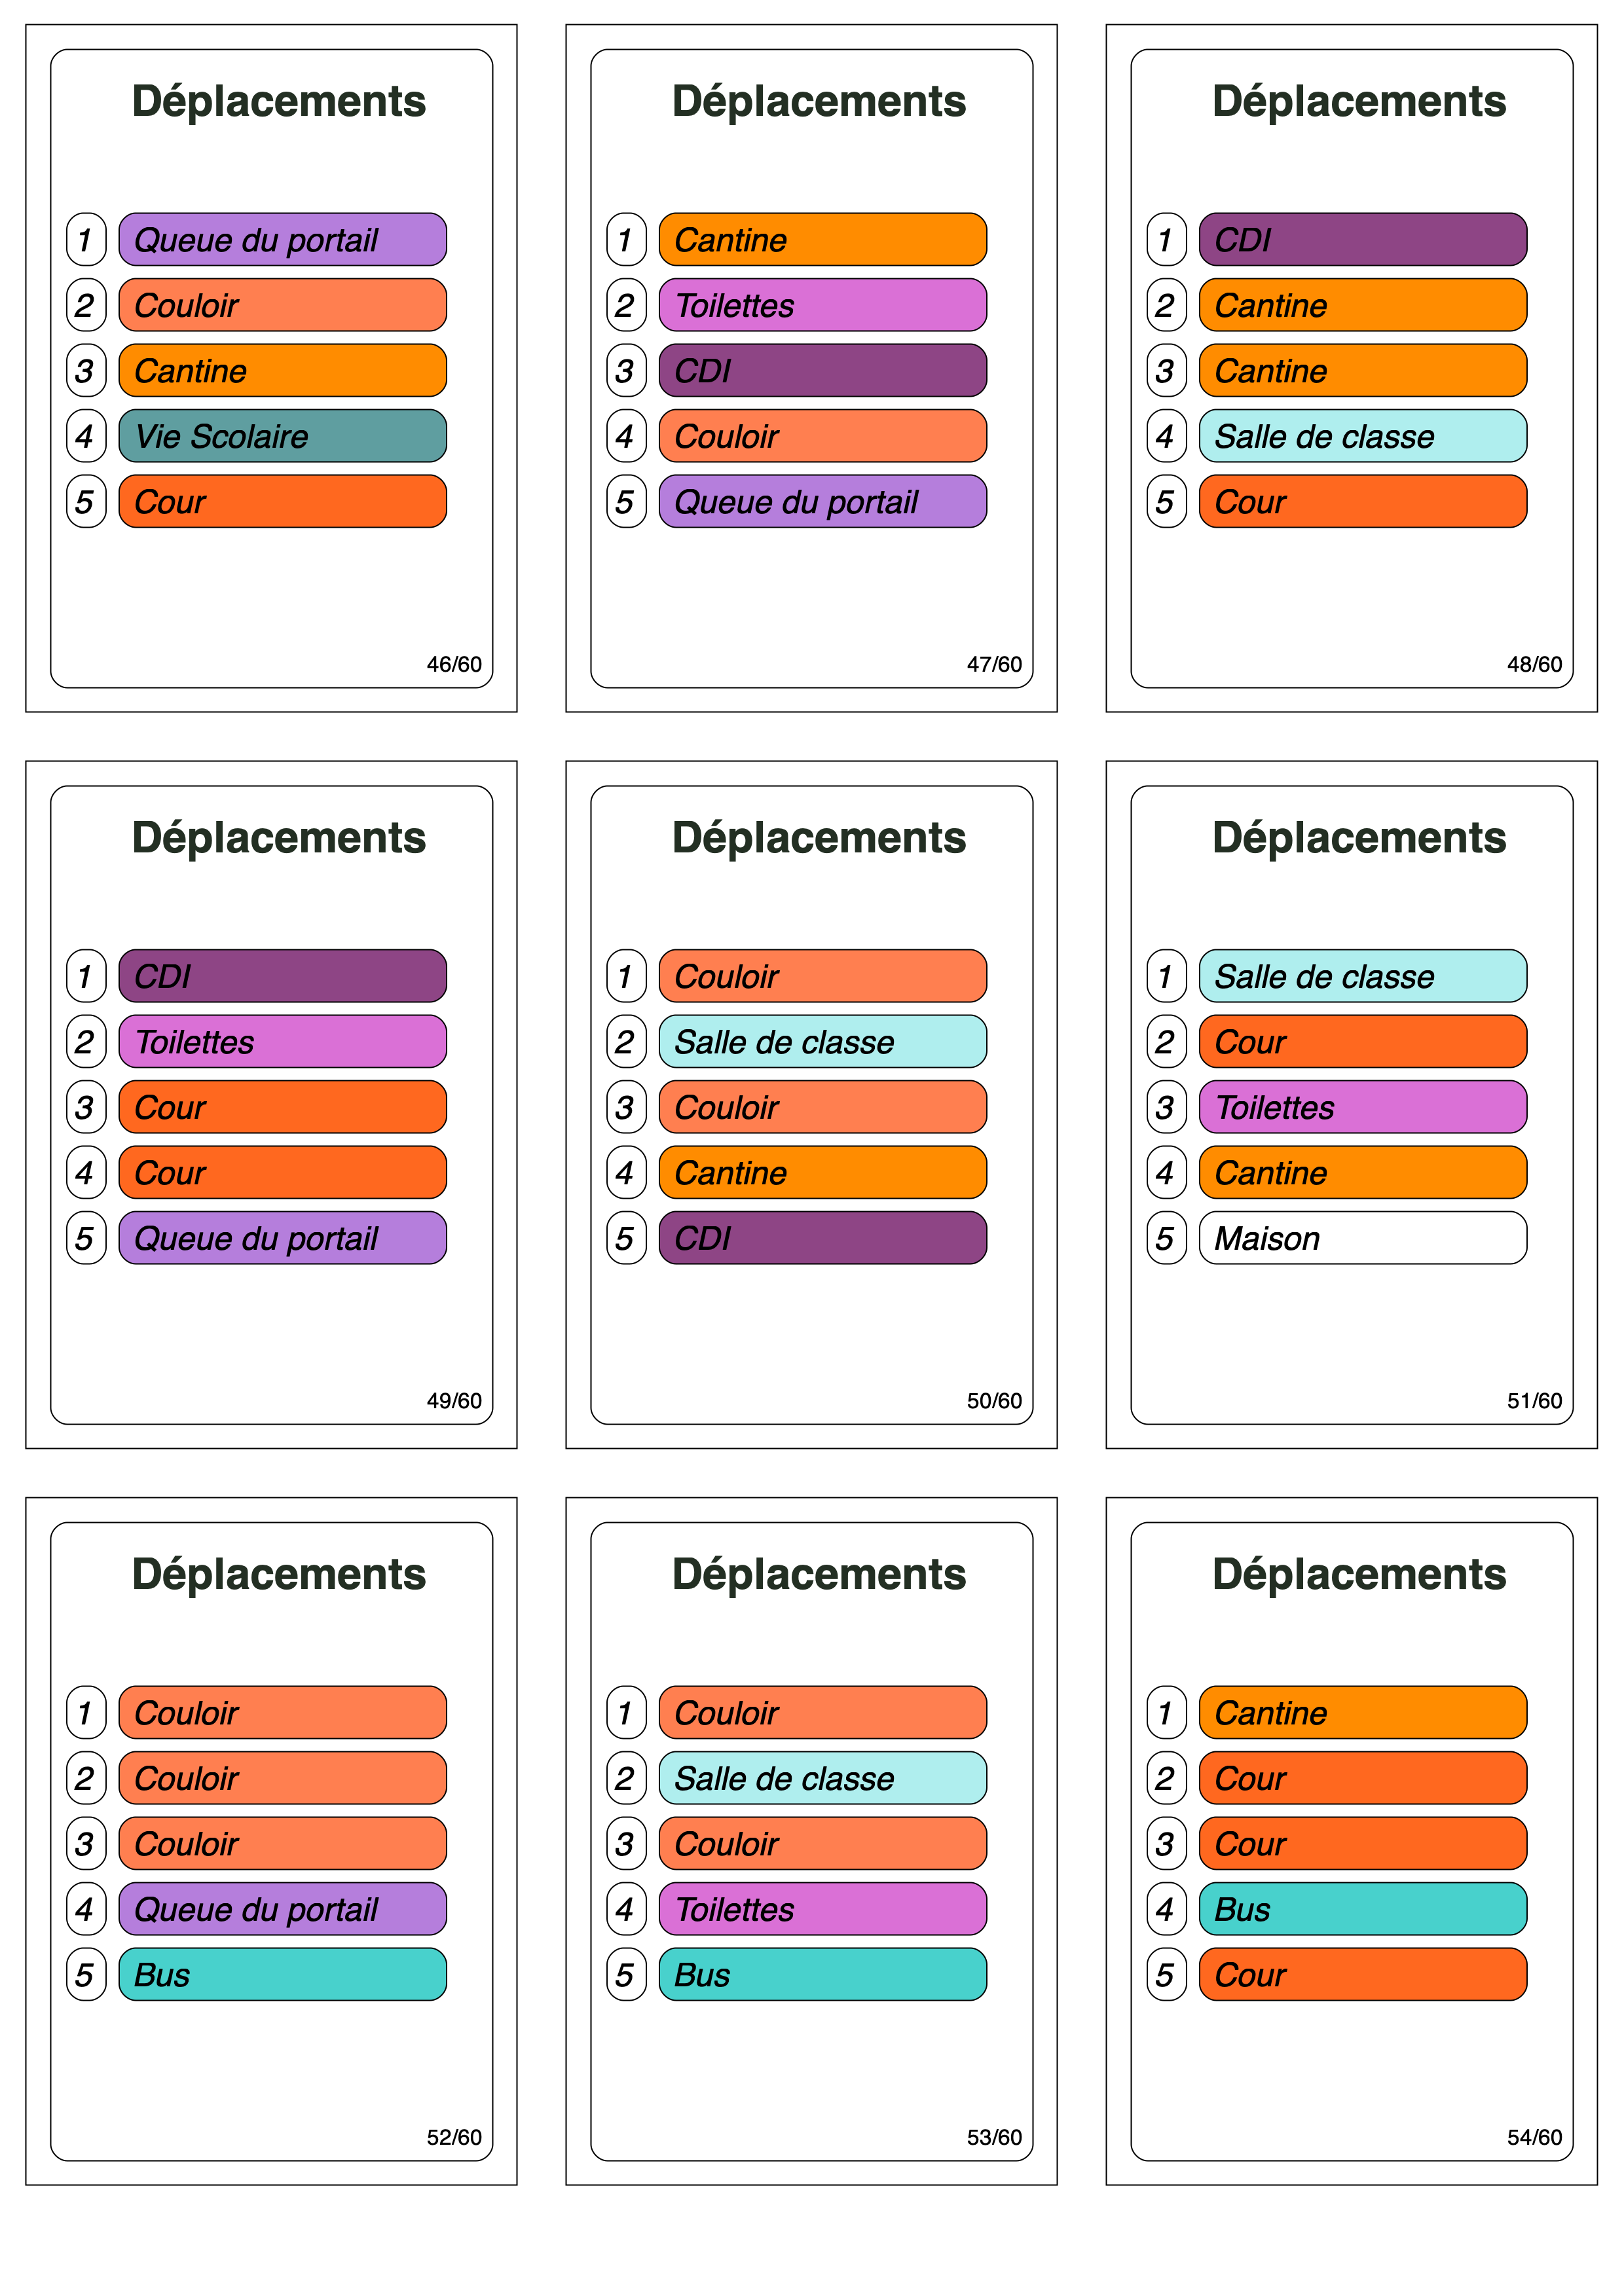 Déplacements
1 Queue du portail
2 Couloir
3 Cantine
4 Vie Scolaire
5 Cour
46/60
Déplacements
1 Cantine
2 Toilettes
3 CDI
4 Couloir
5 Queue du portail
47/60
Déplacements
1 CDI
2 Cantine
3 Cantine
4 Salle de classe
5 Cour
48/60
Déplacements
1 CDI
2 Toilettes
3 Cour
4 Cour
5 Queue du portail
49/60
Déplacements
1 Couloir
2 Salle de classe
3 Couloir
4 Cantine
5 CDI
50/60
Déplacements
1 Salle de classe
2 Cour
3 Toilettes
4 Cantine
5 Maison
51/60
Déplacements
1 Couloir
2 Couloir
3 Couloir
4 Queue du portail
5 Bus
52/60
Déplacements
1 Couloir
2 Salle de classe
3 Couloir
4 Toilettes
5 Bus
53/60
Déplacements
1 Cantine
2 Cour
3 Cour
4 Bus
5 Cour
54/60